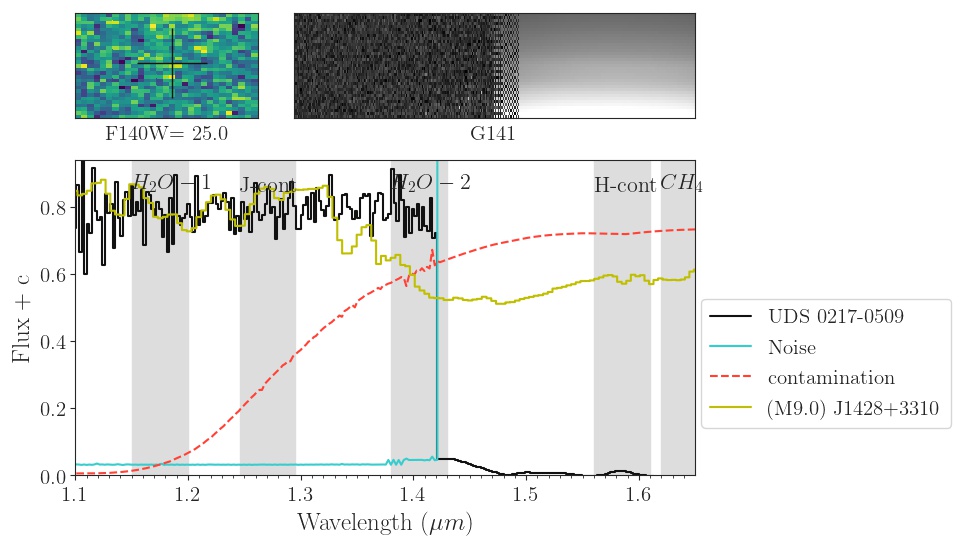 F140W= 25.0
G141
H₂O − 1
J-cont
H₂O − 2
H-cont
CH₄
Flux + c
0.8
0.6
0.4
0.2
0.0
1.1
1.2
1.3
1.4
1.5
1.6
Wavelength (μm)
UDS 0217-0509
Noise
contamination
(M9.0) J1428+3310